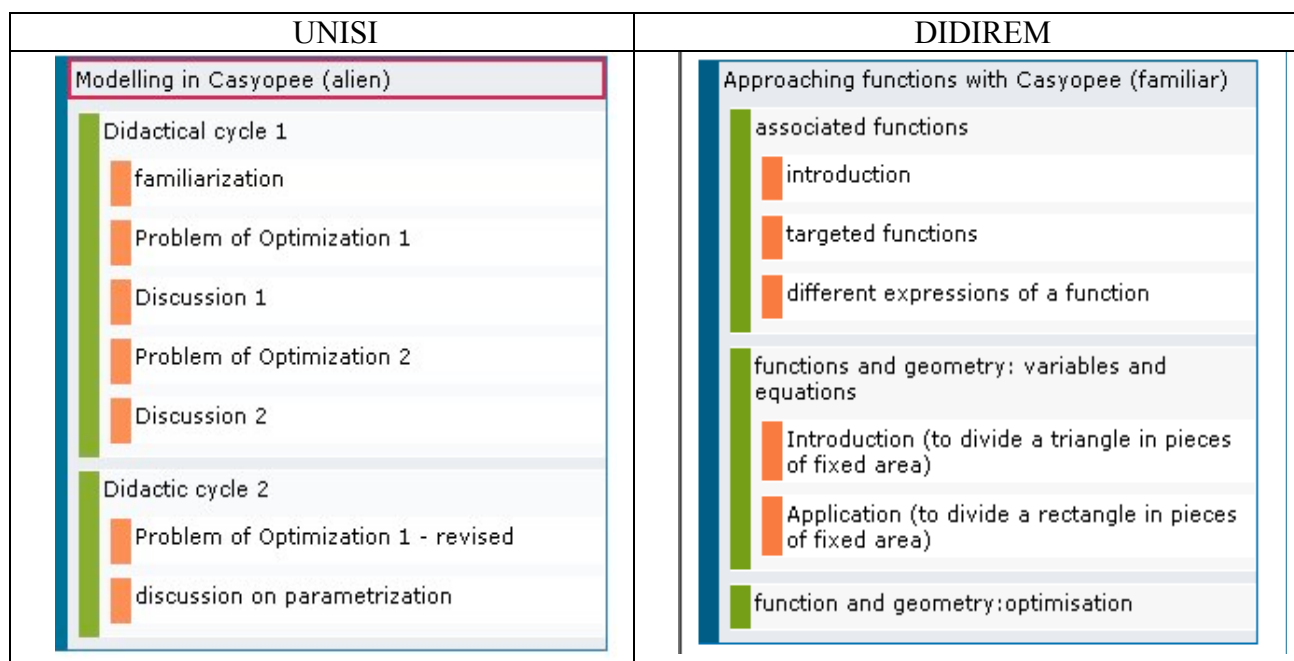 UNISI
Modelling in Casyopee (alien)
Didactical cycle 1
familiarization
Problem of Optimization 1
Discussion 1
Problem of Optimization 2
Discussion 2
Didactic cycle 2
Problem of Optimization 1 - revised
discussion on parametrization
DIDIREM
Approaching functions with Casyopee (familiar)
associated functions
introduction
targeted functions
different expressions of a function
functions and geometry: variables and
equations
Introduction (to divide a triangle in pieces
of fixed area)
Application (to divide a rectangle in pieces
of fixed area)
function and geometry:optimisation